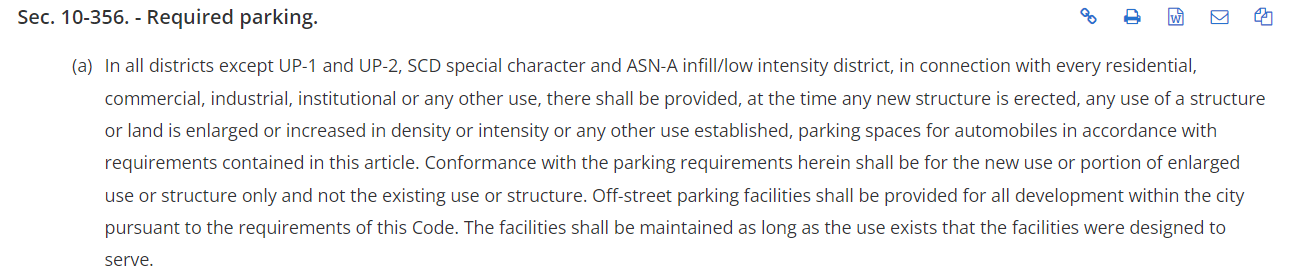 Sec. 10-356. - Required parking.
(a) In all districts except UP-1 and UP-2, SCD special character and ASN-A infill/low intensity district, in connection with every residential,
commercial, industrial, institutional or any other use, there shall be provided, at the time any new structure is erected, any use of a structure
or land is enlarged or increased in density or intensity or any other use established, parking spaces for automobiles in accordance with
requirements contained in this article. Conformance with the parking requirements herein shall be for the new use or portion of enlarged
use or structure only and not the existing use or structure. Off-street parking facilities shall be provided for all development within the city
pursuant to the requirements of this Code. The facilities shall be maintained as long as the use exists that the facilities were designed to
serve.